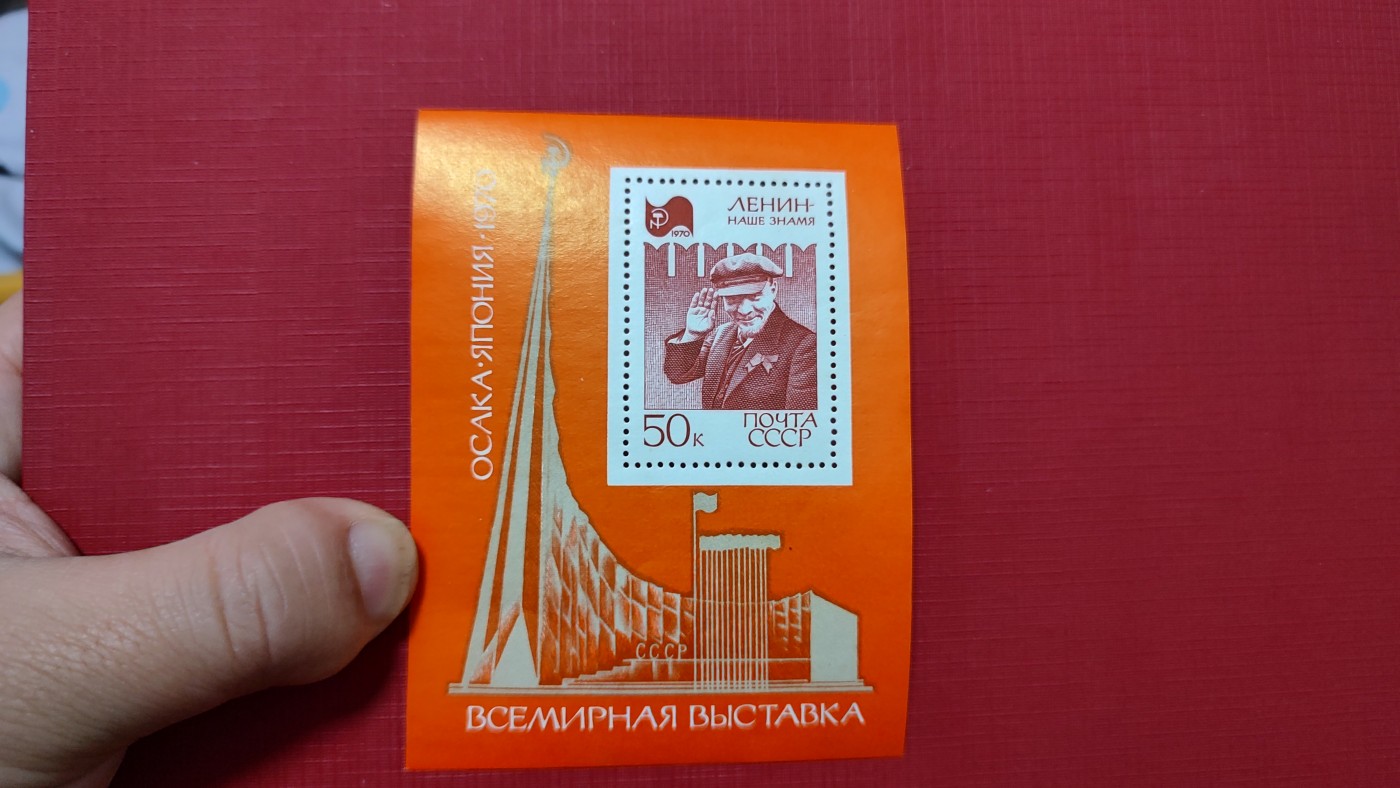 ОСАКА·ЯПОНИЯ·1970
ЛЕНИН-
НАШЕ ЗНАМЯ
1970
50к
ПОЧТА
СССР
СССР
ВСЕМИРНАЯ ВЫСТАВКА